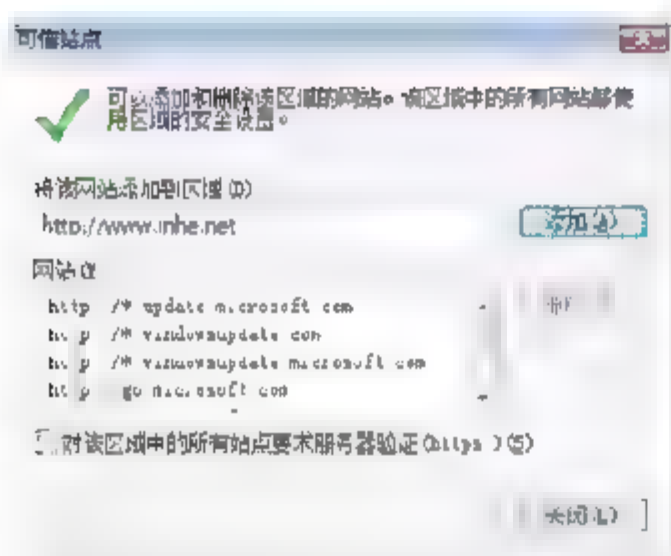 可信站点
可以添加和删除该区域的网站。该区域中的所有网站都使
用区域的安全设置。
将该网站添加到区域(D)
添加(A)
网站(W)
http://*.update.microsoft.com
http://*.windowsupdate.com
http://*.windowsupdate.microsoft.com
http://go.microsoft.com
对该区域中的所有站点要求服务器验证(https:)(S)
关闭(L)